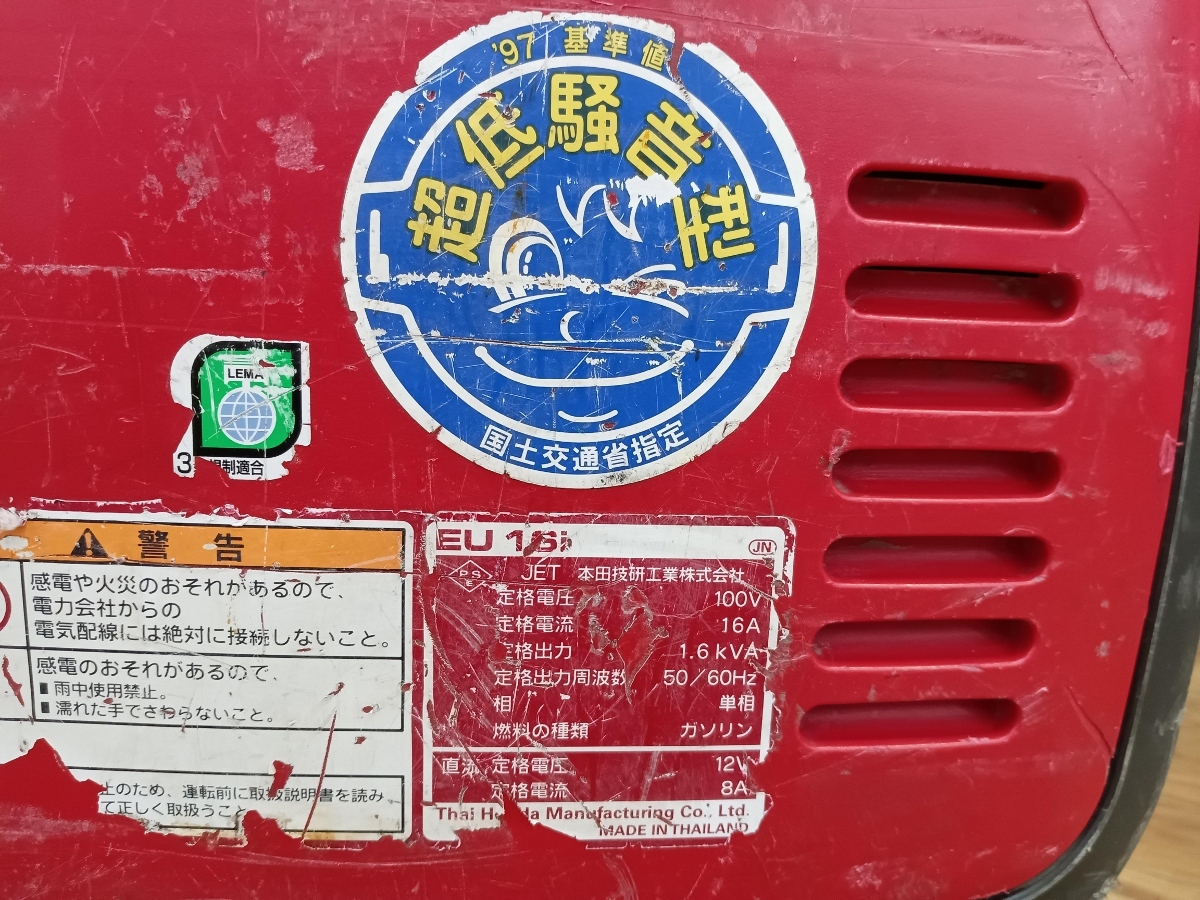 '97 基準値
超低騒音型
国土交通省指定
LEMA
3
規制適合
警告
感電や火災のおそれがあるので、
電力会社からの
電気配線には絶対に接続しないこと。
感電のおそれがあるので、
■ 雨中使用禁止。
■ 濡れた手でさわらないこと。
止のため、運転前に取扱説明書を読み
て正しく取扱うこと
EU 16i
JN
PSE JET 本田技研工業株式会社
定格電圧 100V
定格電流 16A
定格出力 1.6kVA
定格出力周波数 50/60Hz
相 単相
燃料の種類 ガソリン
直流 定格電圧 12V
定格電流 8A
Thai Honda Manufacturing Co., Ltd.
MADE IN THAILAND